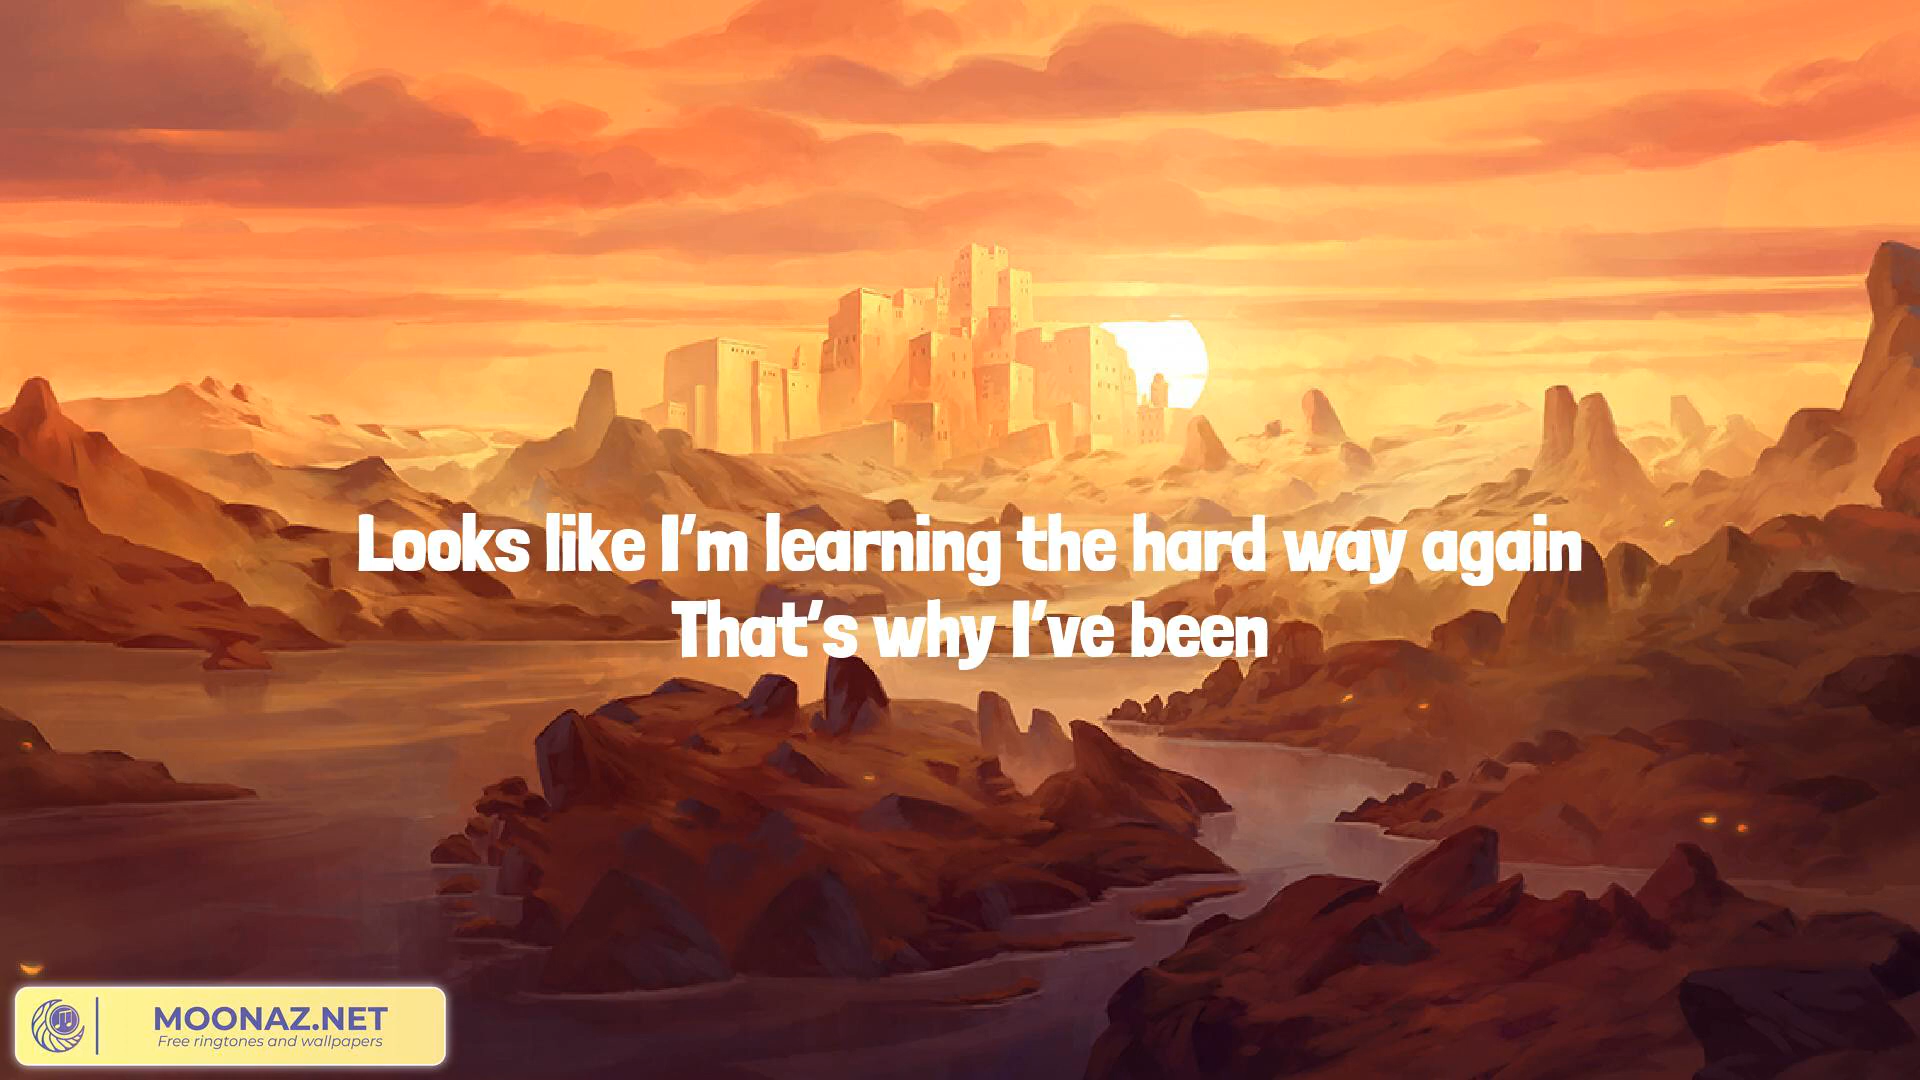 Looks like I'm learning the hard way again
That's why I've been
MOONAZ.NET
Free ringtones and wallpapers